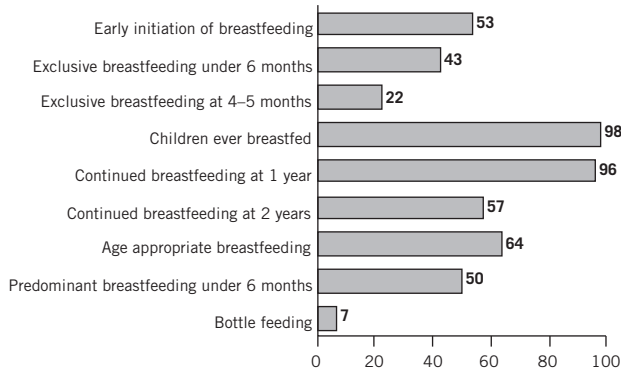 Early initiation of breastfeeding 53
Exclusive breastfeeding under 6 months 43
Exclusive breastfeeding at 4–5 months 22
Children ever breastfed 98
Continued breastfeeding at 1 year 96
Continued breastfeeding at 2 years 57
Age appropriate breastfeeding 64
Predominant breastfeeding under 6 months 50
Bottle feeding 7
0 20 40 60 80 100